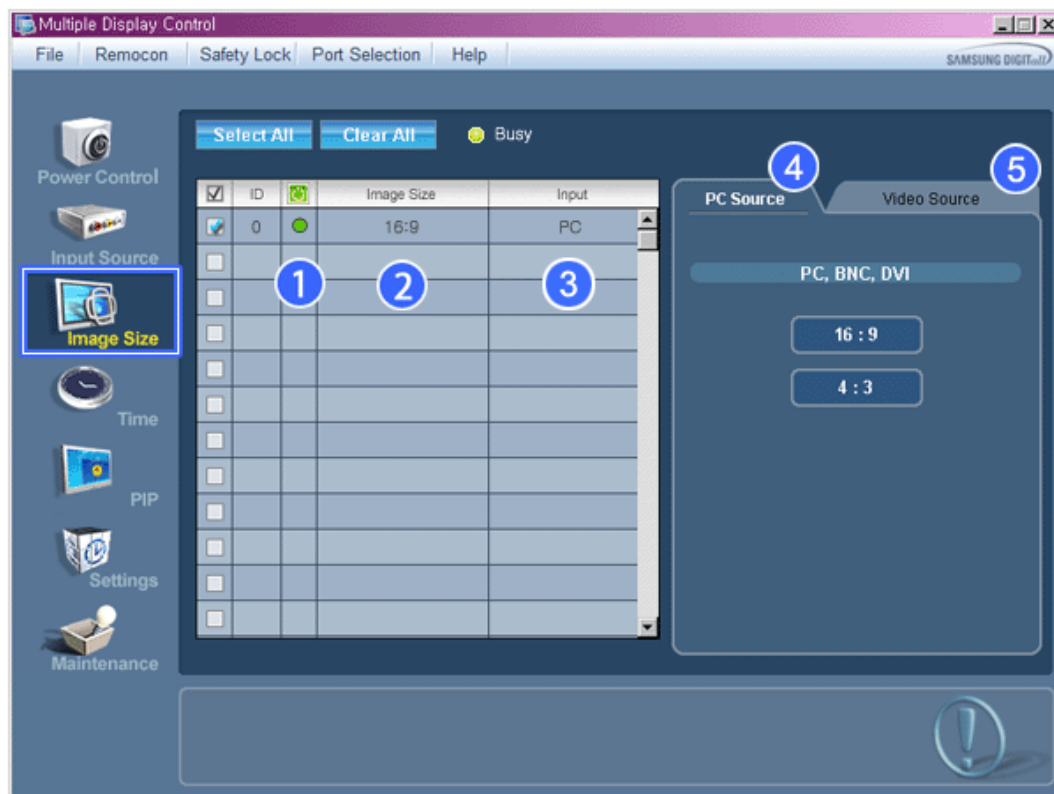 Multiple Display Control
File Remocon Safety Lock Port Selection Help
SAMSUNG DIGITall
Power Control
Input Source
Image Size
Time
PIP
Settings
Maintenance
Select All Clear All Busy
ID Image Size Input
0 16:9 PC
1 2 3
4 5
PC Source Video Source
PC, BNC, DVI
16 : 9
4 : 3